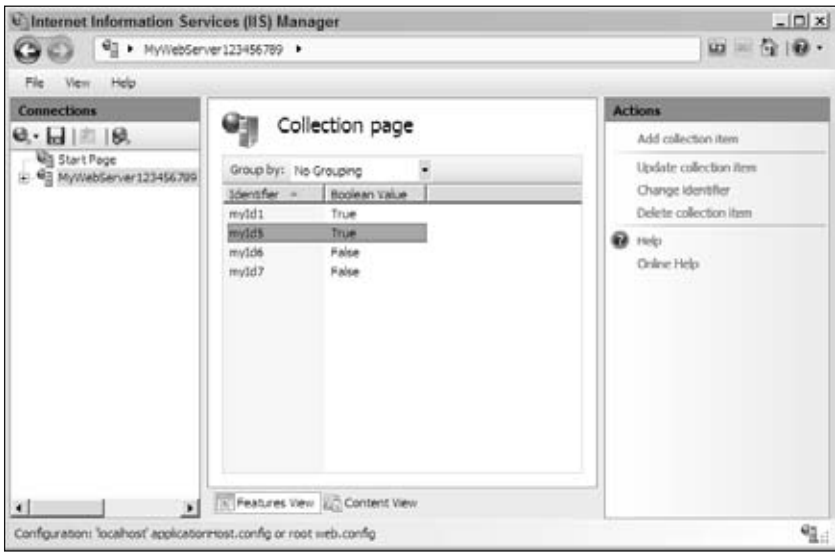 Internet Information Services (IIS) Manager
MyWebServer123456789
File View Help
Connections
Start Page
MyWebServer123456789
Collection page
Group by: No Grouping
Identifier Boolean Value
myId1 True
myId5 True
myId6 False
myId7 False
Features View Content View
Actions
Add collection item
Update collection item
Change identifier
Delete collection item
Help
Online Help
Configuration: 'localhost' applicationHost.config or root web.config